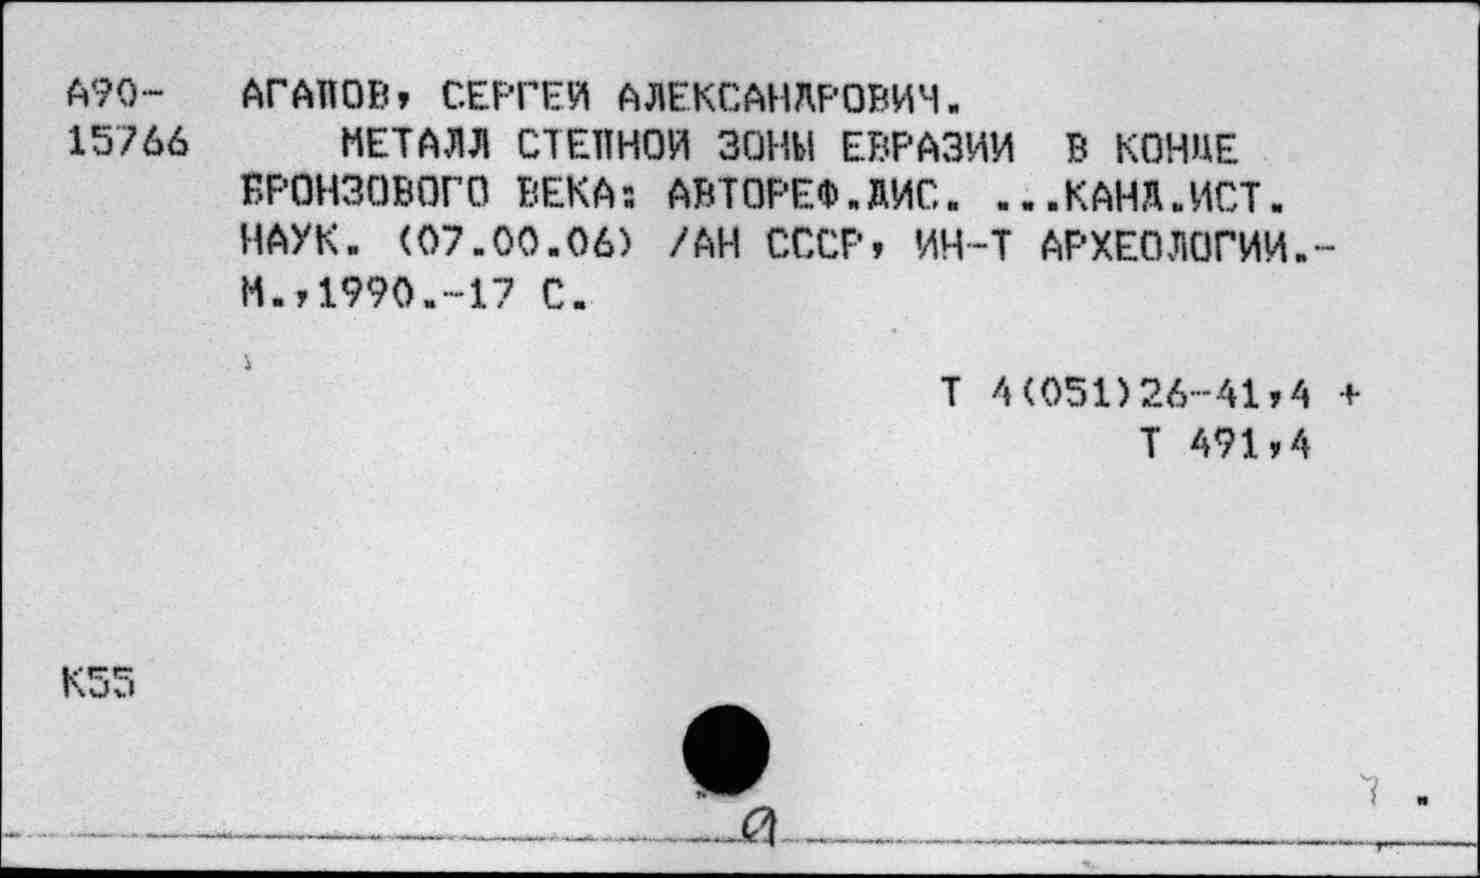 А90-
15766
АГАПОВ, СЕРГЕЙ АЛЕКСАНДРОВИЧ.
МЕТАЛЛ СТЕПНОЙ ЗОНЫ ЕВРАЗИИ В КОНЦЕ
БРОНЗОВОГО ВЕКА: АВТОРЕФ.ДИС. ...КАНД.ИСТ.
НАУК. (07.00.06) /АН СССР, ИН-Т АРХЕОЛОГИИ.-
М.,1990.-17 С.
Т 4(051)26-41,4 +
Т 491,4
К55